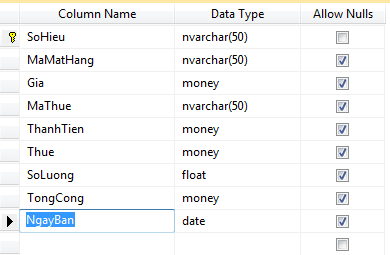 Column Name Data Type Allow Nulls
SoHieu nvarchar(50)
MaMatHang nvarchar(50)
Gia money
MaThue nvarchar(50)
ThanhTien money
Thue money
SoLuong float
TongCong money
NgayBan date